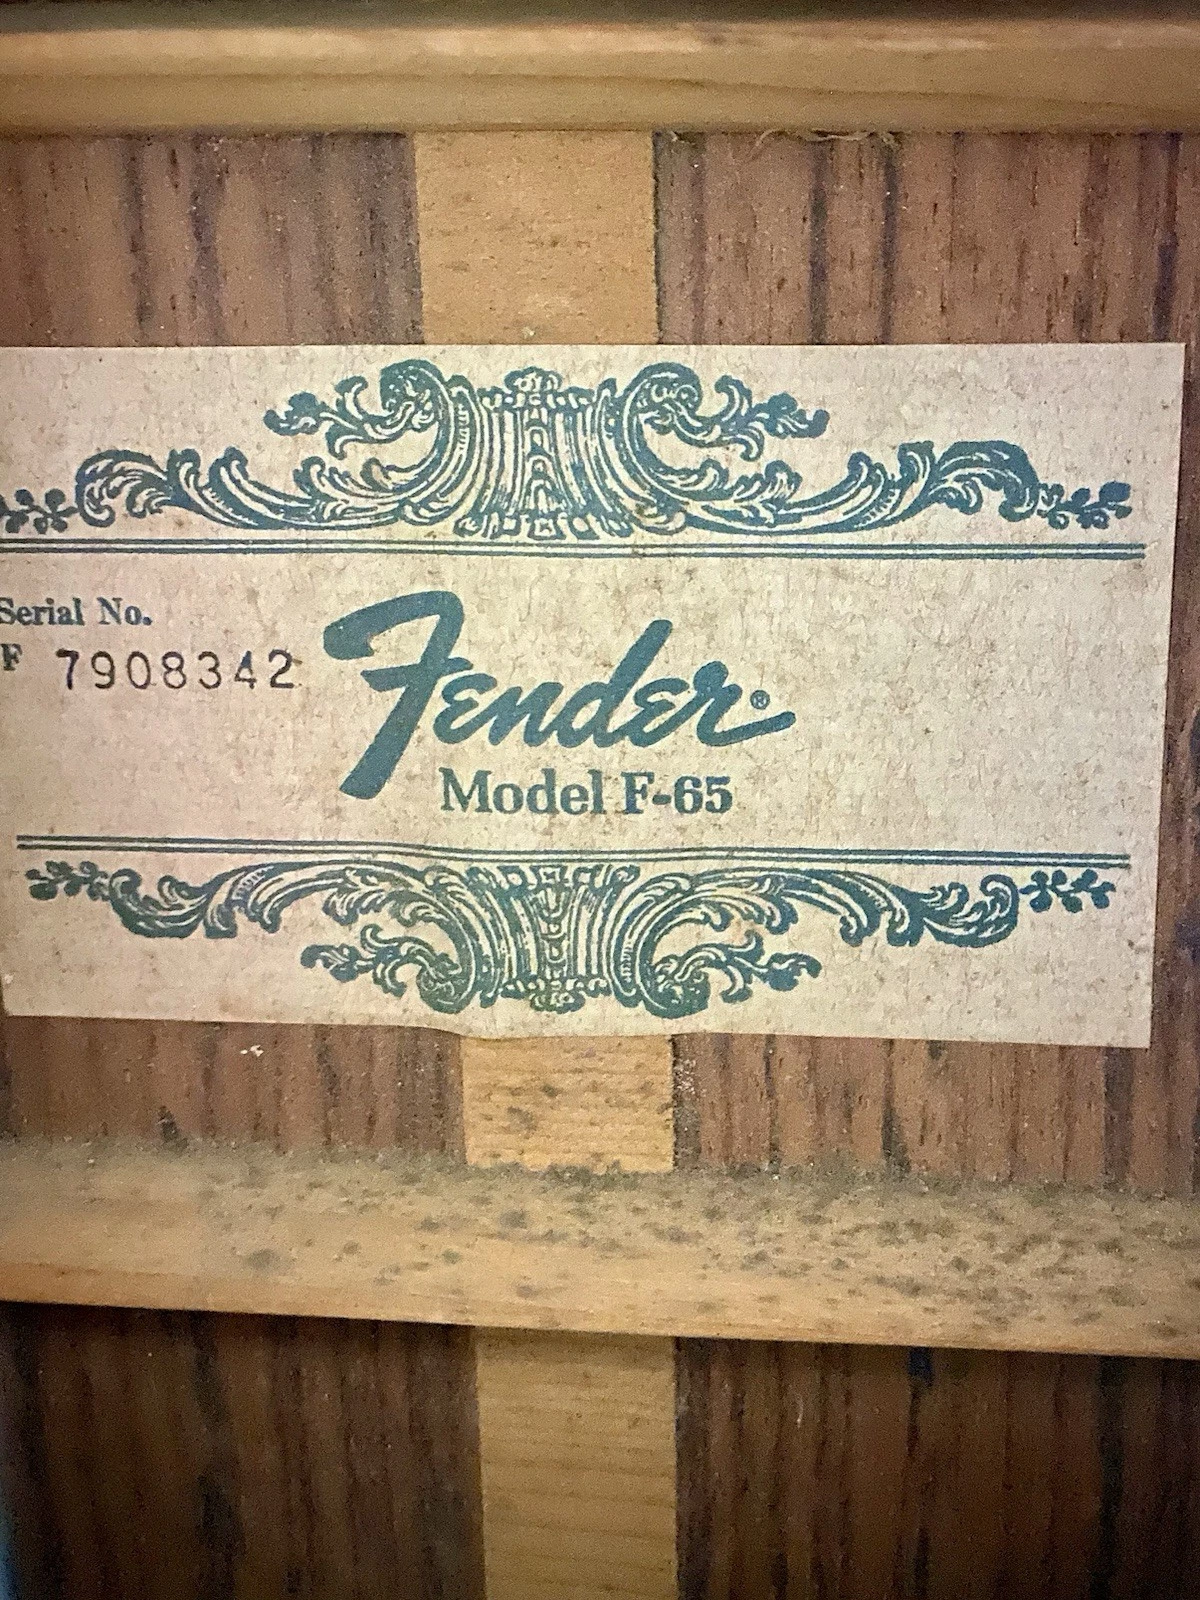 Serial No.
F 7908342
Fender®
Model F-65